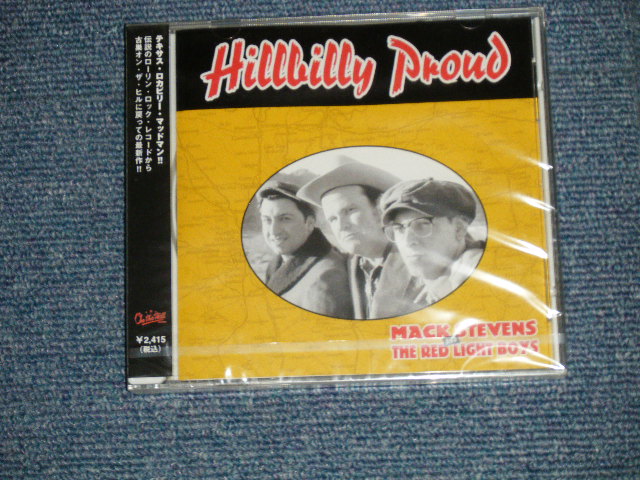 テキサス・ロカビリー・マッドマン!!
伝説のローリン・ロック・レコードから
古巣オン・ザ・ヒルに戻っての最新作!!
On the Hill
¥2,415
(税込)
Hillbilly Proud
MACK STEVENS
THE RED LIGHT BOYS